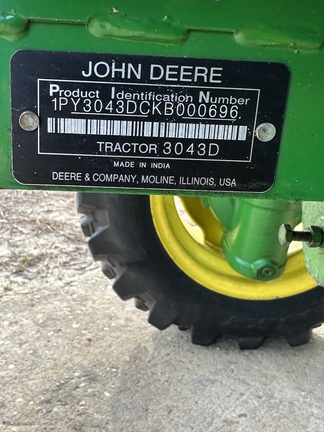 JOHN DEERE
Product Identification Number
1PY3043DCKB000696
TRACTOR 3043D
MADE IN INDIA
DEERE & COMPANY, MOLINE, ILLINOIS, USA